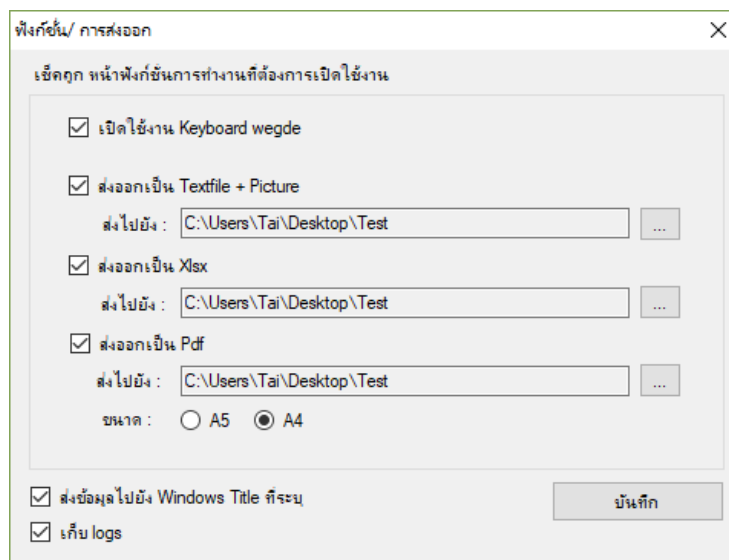 ฟังก์ชั่น/ การส่งออก
เช็คถูก หน้าฟังก์ชั่นการทำงานที่ต้องการเปิดใช้งาน
เปิดใช้งาน Keyboard wegde
ส่งออกเป็น Textfile + Picture
ส่งไปยัง : C:\Users\Tai\Desktop\Test ...
ส่งออกเป็น Xlsx
ส่งไปยัง : C:\Users\Tai\Desktop\Test ...
ส่งออกเป็น Pdf
ส่งไปยัง : C:\Users\Tai\Desktop\Test ...
ขนาด : A5 A4
ส่งข้อมูลไปยัง Windows Title ที่ระบุ บันทึก
เก็บ logs